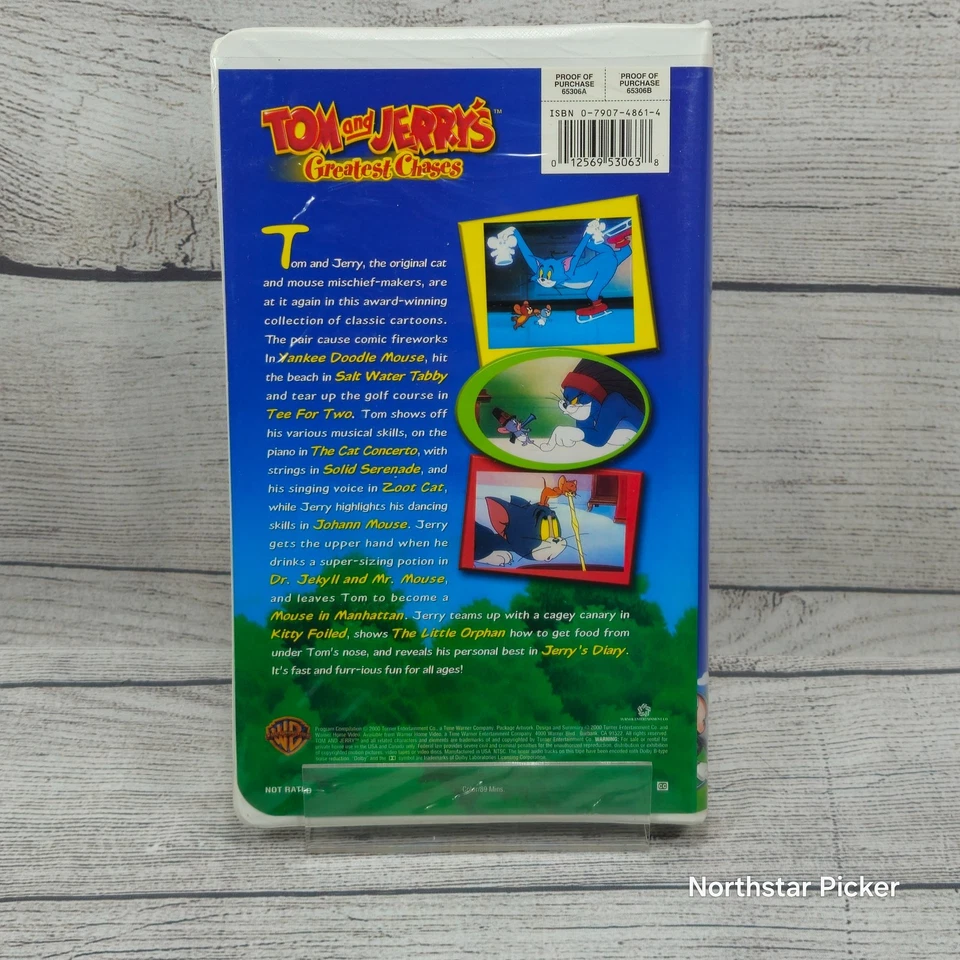 PROOF OF PURCHASE 65306A
PROOF OF PURCHASE 65306B
ISBN 0-7907-4861-4
0 12569 53063 8
TOM and JERRY'S™
Greatest Chases
Tom and Jerry, the original cat
and mouse mischief-makers, are
at it again in this award-winning
collection of classic cartoons.
The pair cause comic fireworks
In Yankee Doodle Mouse, hit
the beach in Salt Water Tabby
and tear up the golf course in
Tee For Two. Tom shows off
his various musical skills, on the
piano in The Cat Concerto, with
strings in Solid Serenade, and
his singing voice in Zoot Cat,
while Jerry highlights his dancing
skills in Johann Mouse. Jerry
gets the upper hand when he
drinks a super-sizing potion in
Dr. Jekyll and Mr. Mouse,
and leaves Tom to become a
Mouse in Manhattan. Jerry teams up with a cagey canary in
Kitty Foiled, shows The Little Orphan how to get food from
under Tom's nose, and reveals his personal best in Jerry's Diary.
It's fast and furr-ious fun for all ages!
WB
NOT RATED
Color/89 Mins.
CC
Northstar Picker